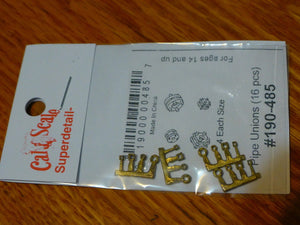 Cal Scale
Superdetail-
For ages 14 and up
Made in China
4 Each Size
Pipe Unions (16 pcs)
#190-485